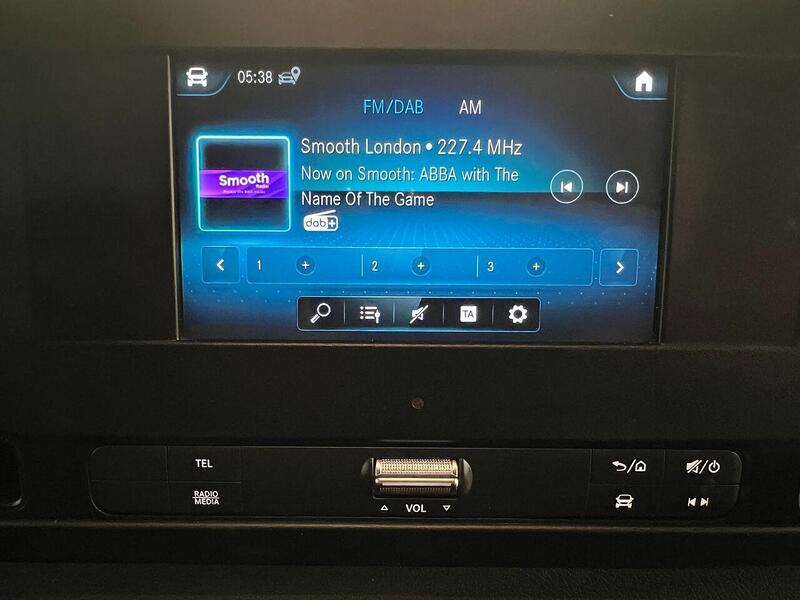 05:38
FM/DAB AM
Smooth London • 227.4 MHz
Now on Smooth: ABBA with The
Name Of The Game
Smooth
Radio
dab+
1 + 2 + 3 +
TA
TEL
RADIO
MEDIA
VOL